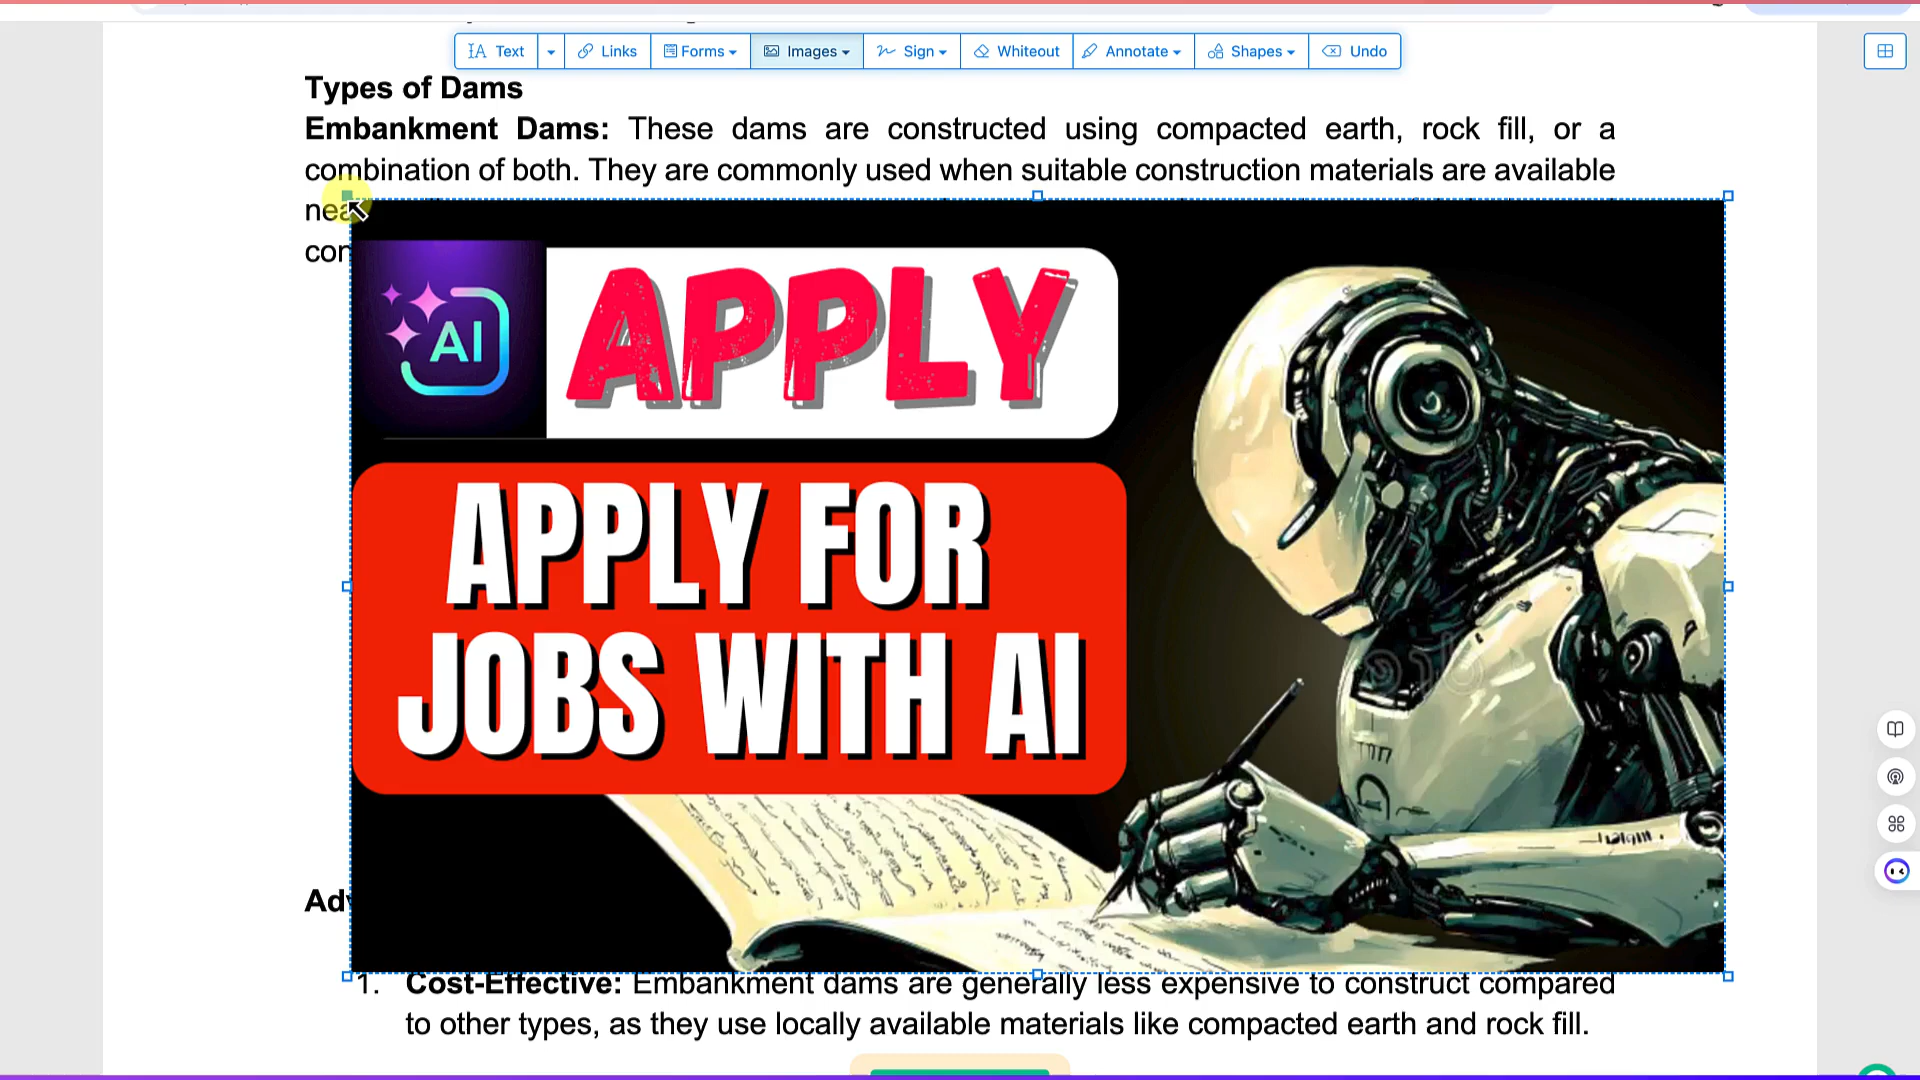 Text
Links
Forms
Images
Sign
Whiteout
Annotate
Shapes
Undo
Types of Dams
Embankment Dams: These dams are constructed using compacted earth, rock fill, or a
combination of both. They are commonly used when suitable construction materials are available
AI
APPLY
APPLY FOR
JOBS WITH AI
1. Cost-Effective: Embankment dams are generally less expensive to construct compared
to other types, as they use locally available materials like compacted earth and rock fill.